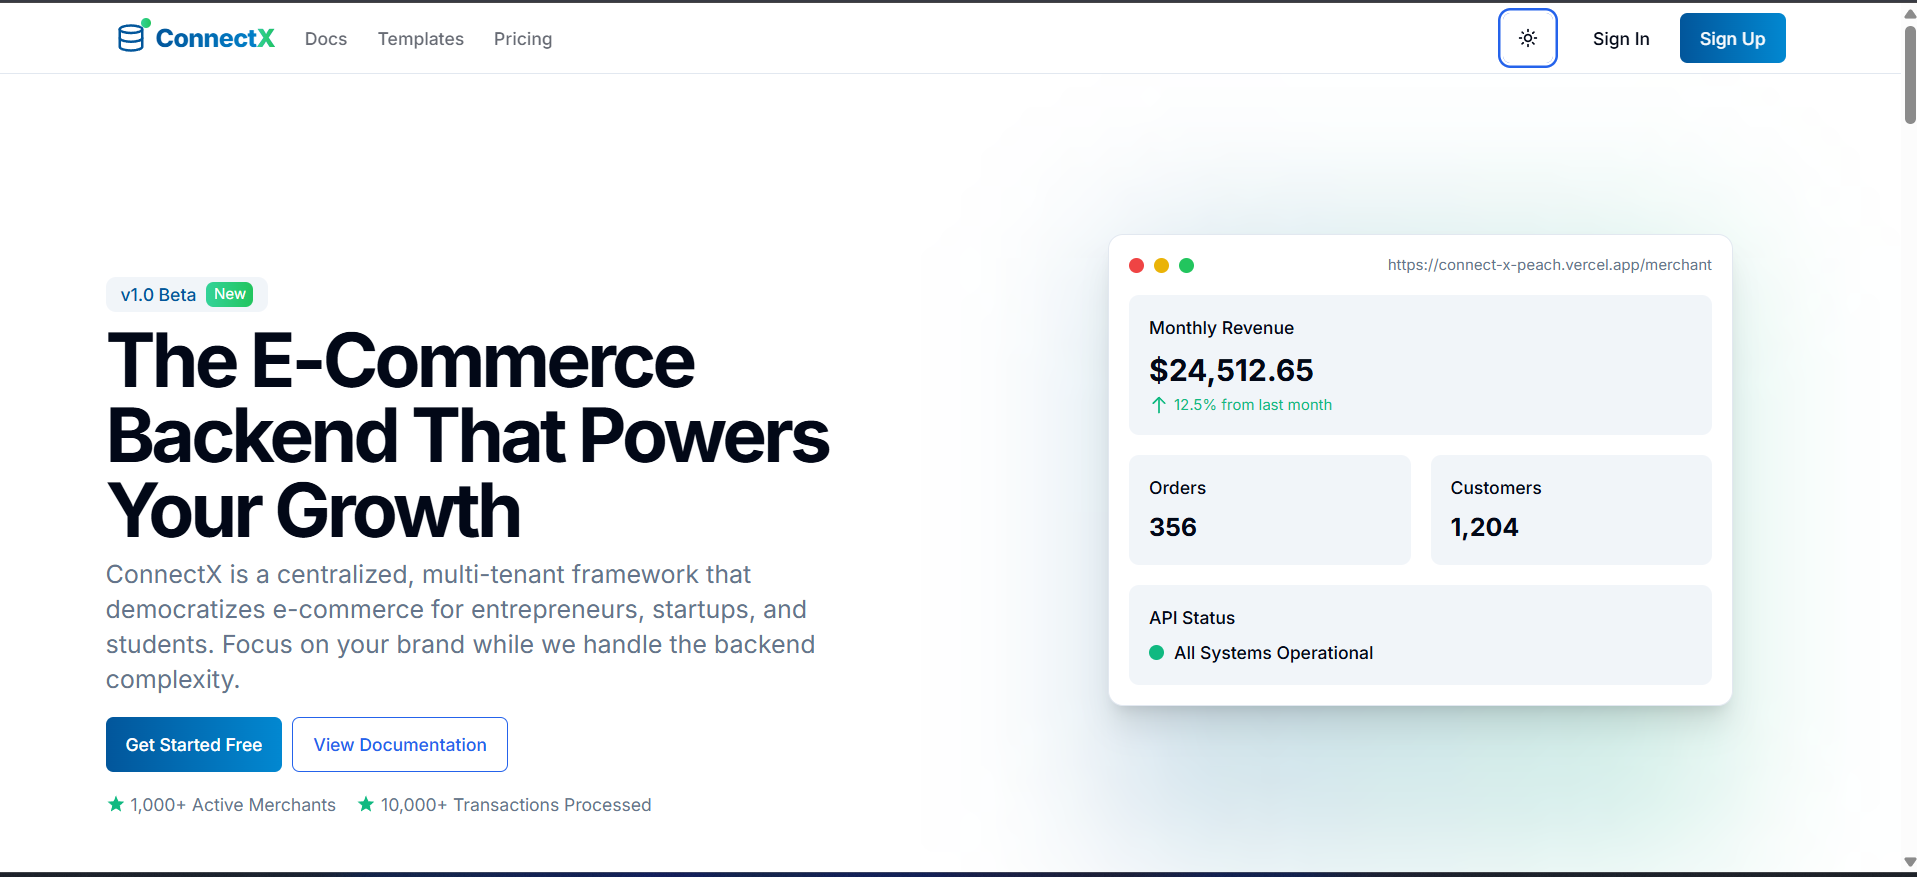 ConnectX
Docs
Templates
Pricing
Sign In
Sign Up
v1.0 Beta
New
The E-Commerce
Backend That Powers
Your Growth
ConnectX is a centralized, multi-tenant framework that
democratizes e-commerce for entrepreneurs, startups, and
students. Focus on your brand while we handle the backend
complexity.
Get Started Free
View Documentation
1,000+ Active Merchants
10,000+ Transactions Processed
https://connect-x-peach.vercel.app/merchant
Monthly Revenue
$24,512.65
12.5% from last month
Orders
356
Customers
1,204
API Status
All Systems Operational